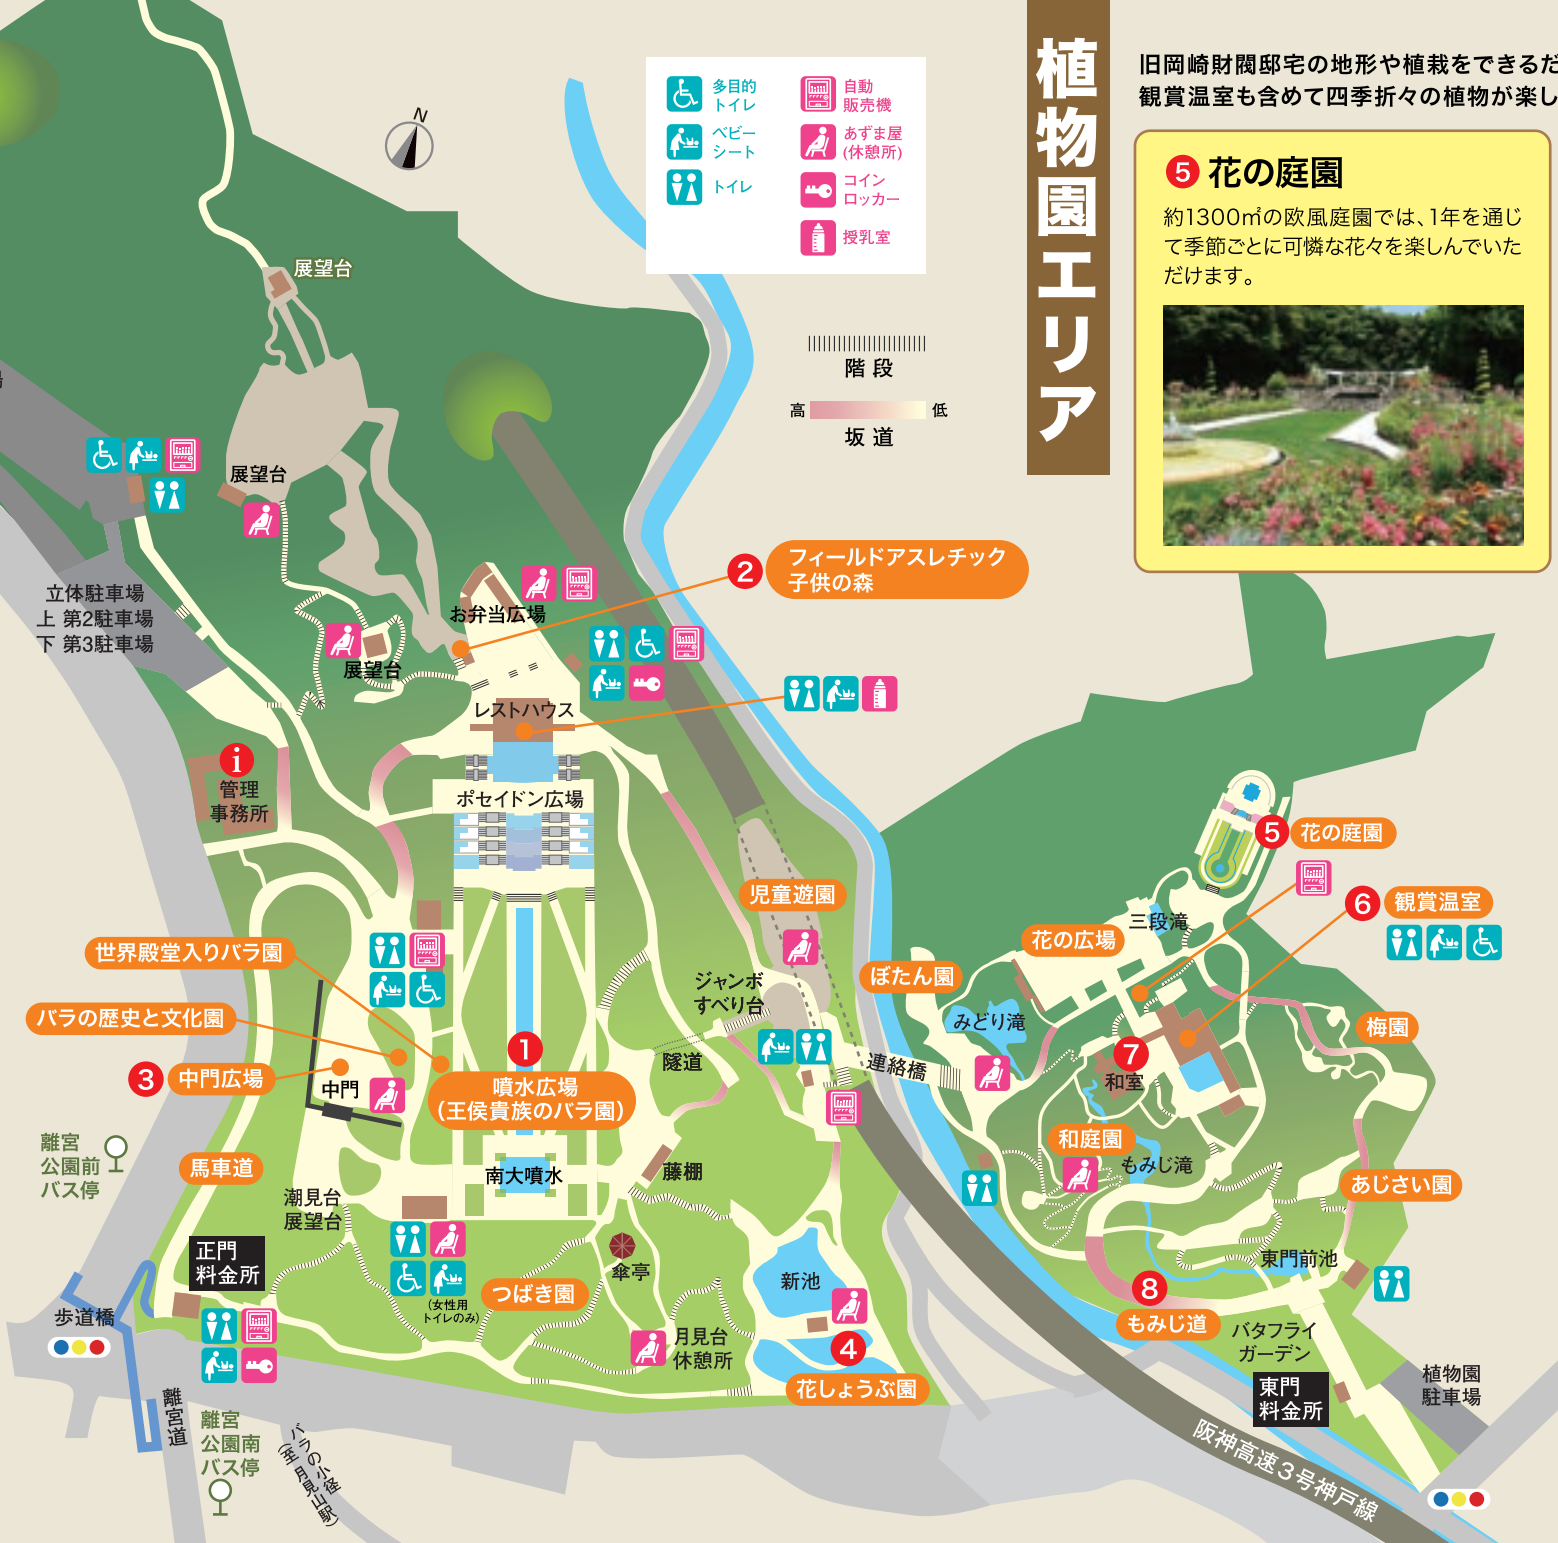 植物園エリア
旧岡崎財閥邸宅の地形や植栽をできるだ
観賞温室も含めて四季折々の植物が楽し
5 花の庭園
約1300㎡の欧風庭園では、1年を通じ
て季節ごとに可憐な花々を楽しんでいた
だけます。
多目的
トイレ
ベビー
シート
トイレ
自動
販売機
あずま屋
(休憩所)
コイン
ロッカー
授乳室
N
階段
高
低
坂道
展望台
展望台
立体駐車場
上 第2駐車場
下 第3駐車場
展望台
お弁当広場
2
フィールドアスレチック
子供の森
レストハウス
i
管理
事務所
ポセイドン広場
児童遊園
世界殿堂入りバラ園
バラの歴史と文化園
3
中門広場
中門
1
噴水広場
(王侯貴族のバラ園)
ジャンボ
すべり台
隧道
連絡橋
ぼたん園
みどり滝
花の広場
三段滝
5
花の庭園
6
観賞温室
梅園
7
和室
和庭園
もみじ滝
あじさい園
東門前池
8
もみじ道
バタフライ
ガーデン
東門
料金所
植物園
駐車場
離宮
公園前
バス停
馬車道
潮見台
展望台
南大噴水
藤棚
傘亭
つばき園
(女性用
トイレのみ)
新池
月見台
休憩所
4
花しょうぶ園
正門
料金所
歩道橋
離宮道
離宮
公園南
バス停
バラの小径
(至 月見山駅)
阪神高速3号神戸線